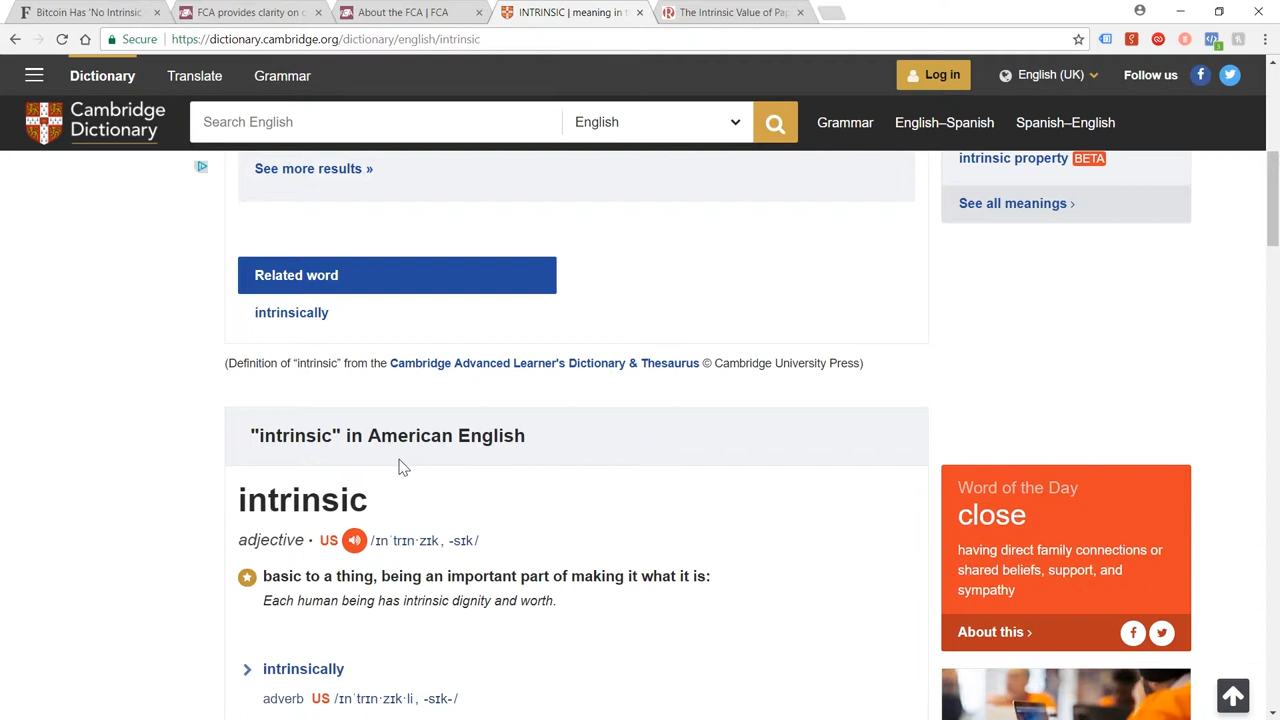 Bitcoin Has 'No Intrinsic
FCA provides clarity on c
About the FCA | FCA
INTRINSIC | meaning in t
The Intrinsic Value of Pap
Secure
https://dictionary.cambridge.org/dictionary/english/intrinsic
Dictionary
Translate
Grammar
Log in
English (UK)
Follow us
Cambridge
Dictionary
Search English
English
Grammar
English–Spanish
Spanish–English
See more results »
intrinsic property BETA
See all meanings ›
Related word
intrinsically
(Definition of “intrinsic” from the Cambridge Advanced Learner's Dictionary & Thesaurus © Cambridge University Press)
"intrinsic" in American English
intrinsic
adjective · US /ɪnˈtrɪn·zɪk, -sɪk/
basic to a thing, being an important part of making it what it is:
Each human being has intrinsic dignity and worth.
intrinsically
adverb US /ɪnˈtrɪn·zɪk·li, -sɪk-/
Word of the Day
close
having direct family connections or
shared beliefs, support, and
sympathy
About this ›